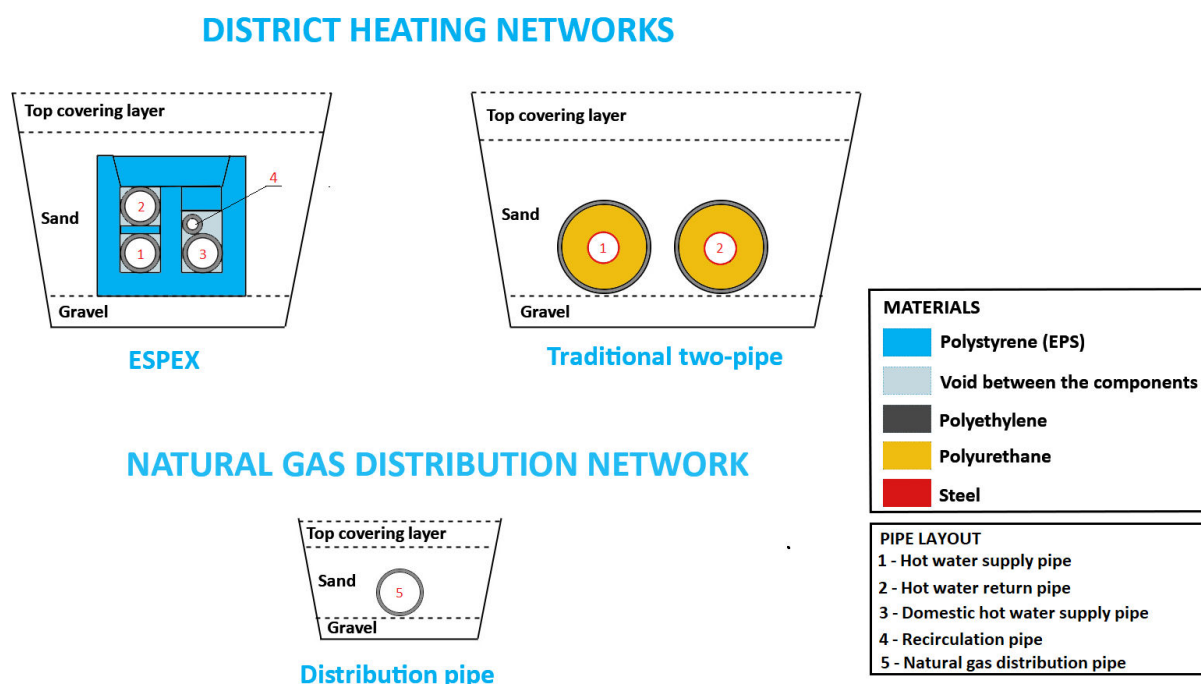 DISTRICT HEATING NETWORKS
Top covering layer
4
2
Sand
1
3
Gravel
ESPEX
Top covering layer
Sand
1
2
Gravel
Traditional two-pipe
MATERIALS
Polystyrene (EPS)
Void between the components
Polyethylene
Polyurethane
Steel
NATURAL GAS DISTRIBUTION NETWORK
Top covering layer
Sand
5
Gravel
Distribution pipe
PIPE LAYOUT
1 - Hot water supply pipe
2 - Hot water return pipe
3 - Domestic hot water supply pipe
4 - Recirculation pipe
5 - Natural gas distribution pipe